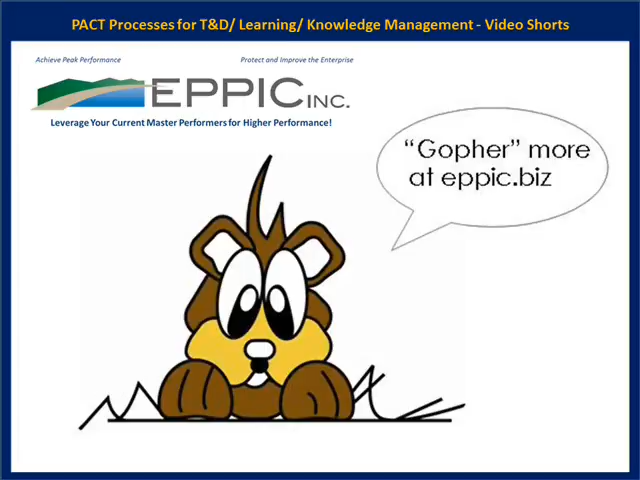 PACT Processes for T&D/ Learning/ Knowledge Management - Video Shorts
Achieve Peak Performance
Protect and Improve the Enterprise
EPPIC INC.
Leverage Your Current Master Performers for Higher Performance!
“Gopher” more
at eppic.biz